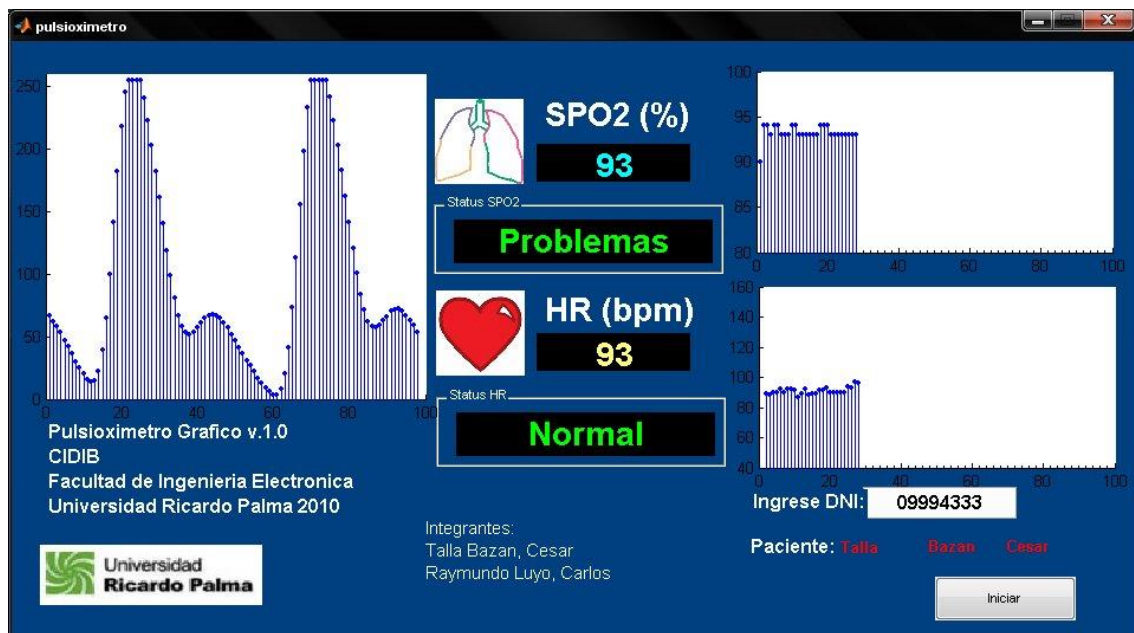 pulsioximetro
250
200
150
100
50
0
0 20 40 60 80 100
Pulsioximetro Grafico v.1.0
CIDIB
Facultad de Ingenieria Electronica
Universidad Ricardo Palma 2010
Universidad
Ricardo Palma
SPO2 (%)
93
Status SPO2
Problemas
HR (bpm)
93
Status HR
Normal
Integrantes:
Talla Bazan, Cesar
Raymundo Luyo, Carlos
100
95
90
85
80
0 20 40 60 80 100
160
140
120
100
80
60
40
0 20 40 60 80 100
Ingrese DNI: 09994333
Paciente: Talla Bazan Cesar
Iniciar